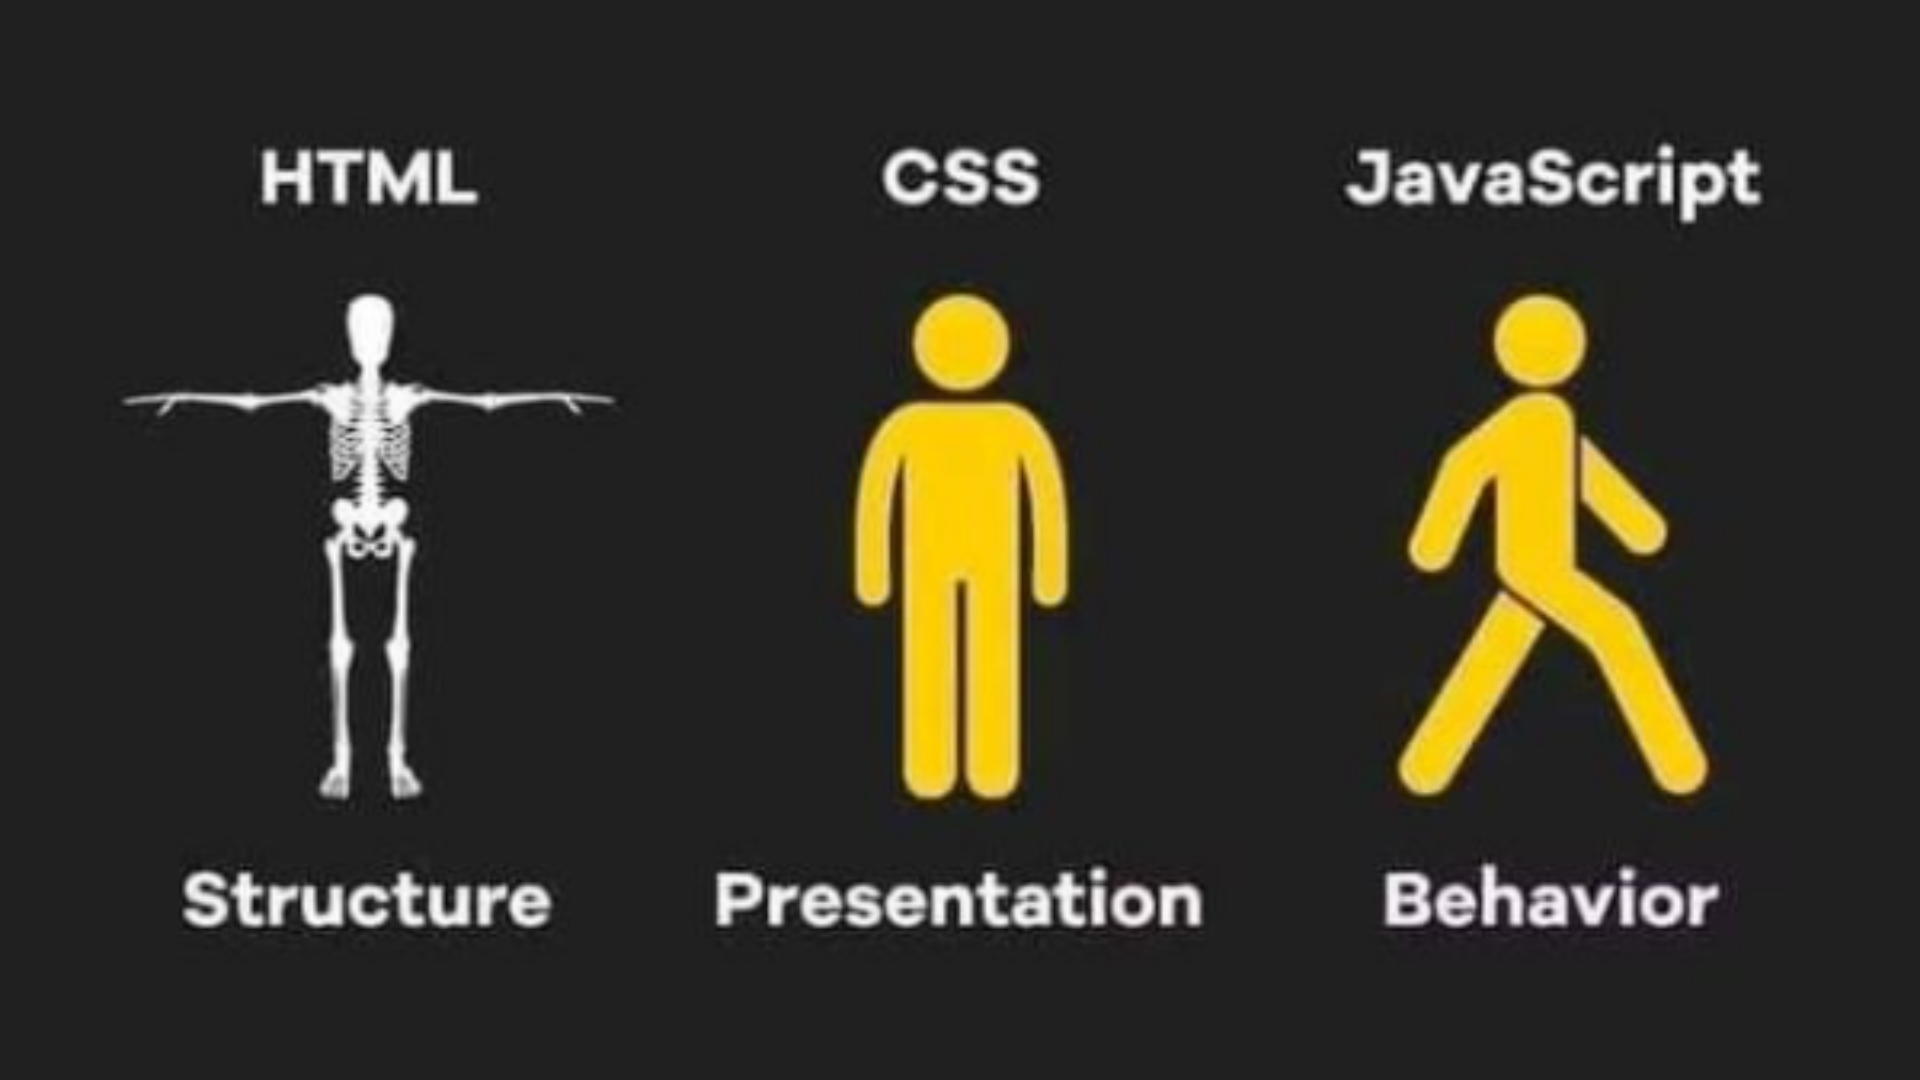 HTML
CSS
JavaScript
Structure
Presentation
Behavior